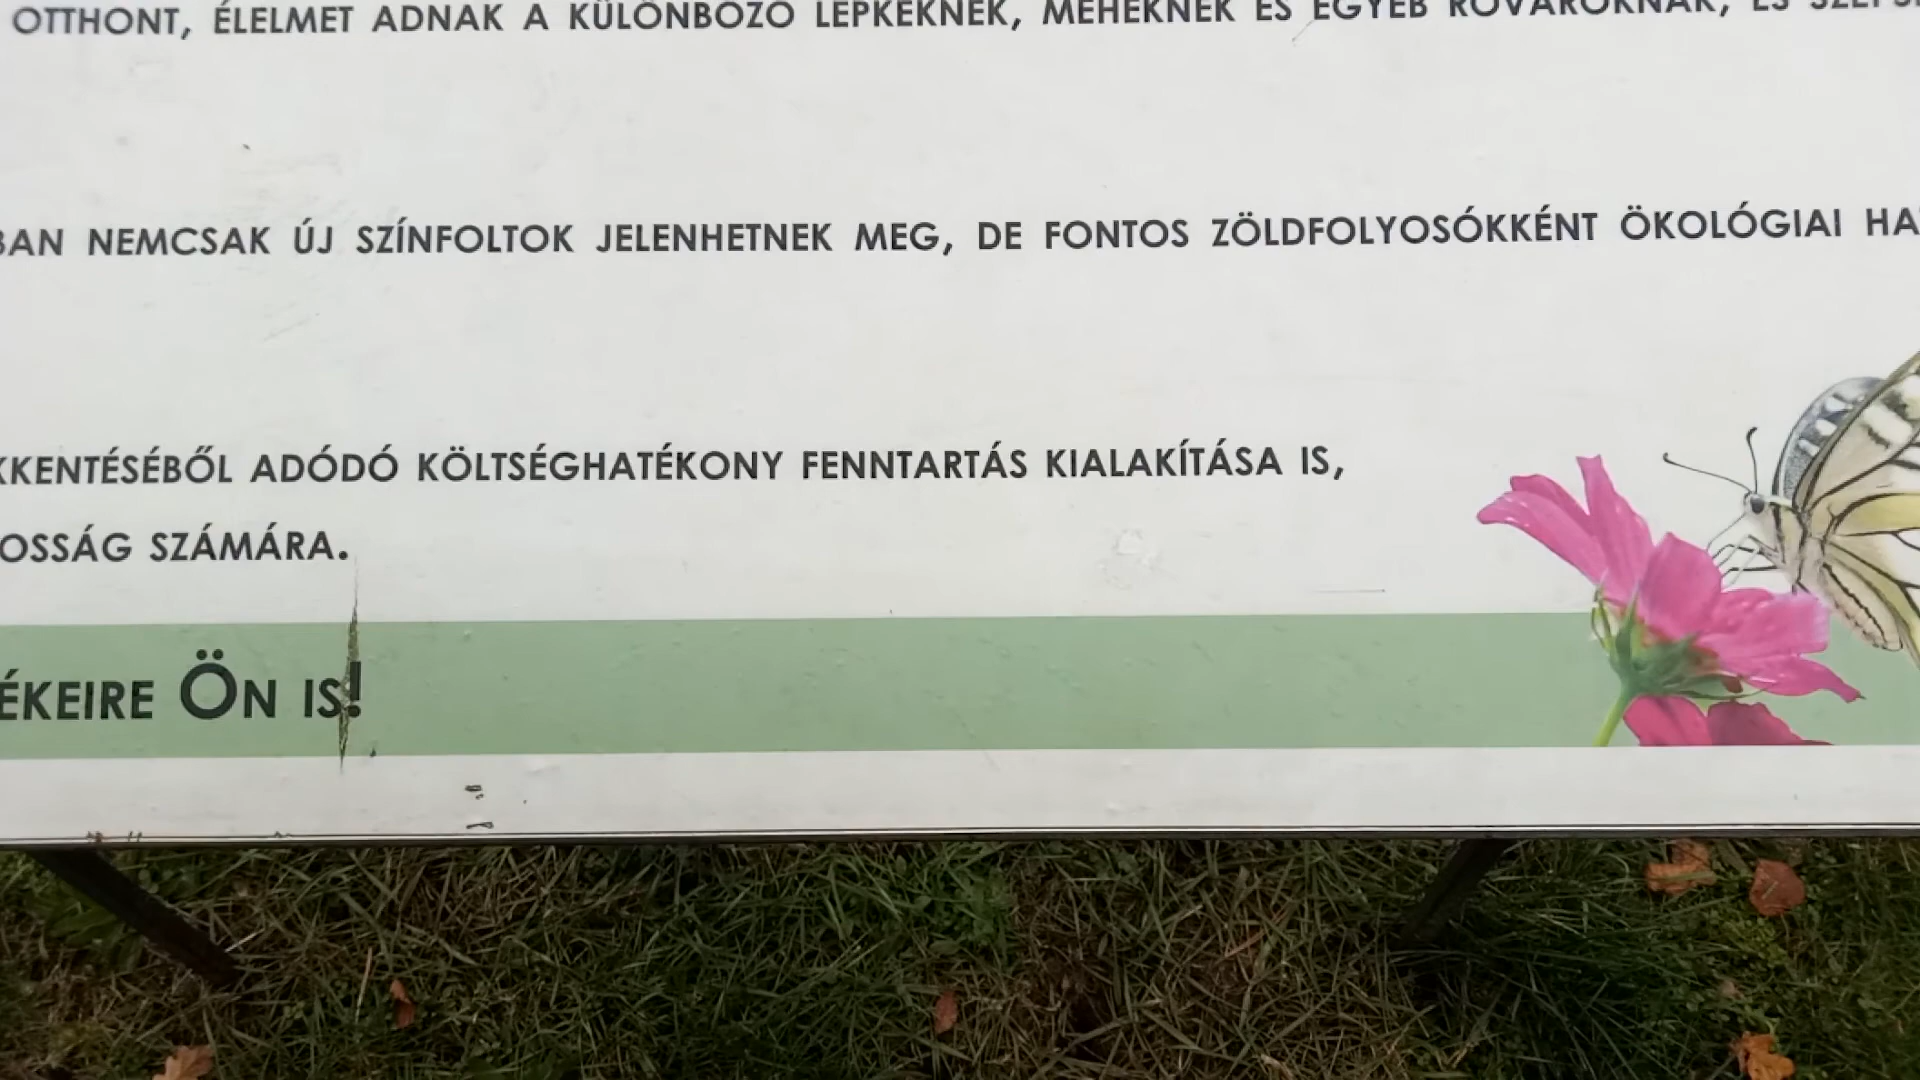 OTTHONT, ÉLELMET ADNAK A KÜLÖNBÖZŐ LEPKÉKNEK, MÉHEKNEK ÉS EGYÉB ROVAROKNAK, ÉS
BAN NEMCSAK ÚJ SZÍNFOLTOK JELENHETNEK MEG, DE FONTOS ZÖLDFOLYOSÓKKÉNT ÖKOLÓGIAI HA
KKENTÉSÉBŐL ADÓDÓ KÖLTSÉGHATÉKONY FENNTARTÁS KIALAKÍTÁSA IS,
OSSÁG SZÁMÁRA.
ÉKEIRE ÖN IS!